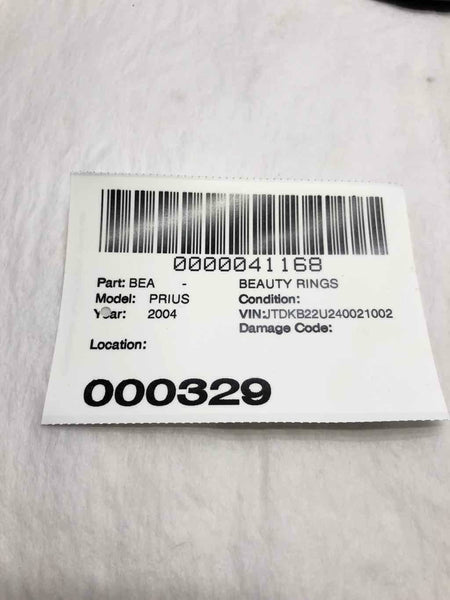 0000041168
Part: BEA - BEAUTY RINGS
Model: PRIUS Condition:
Year: 2004 VIN:JTDKB22U240021002
Damage Code:
Location:
000329